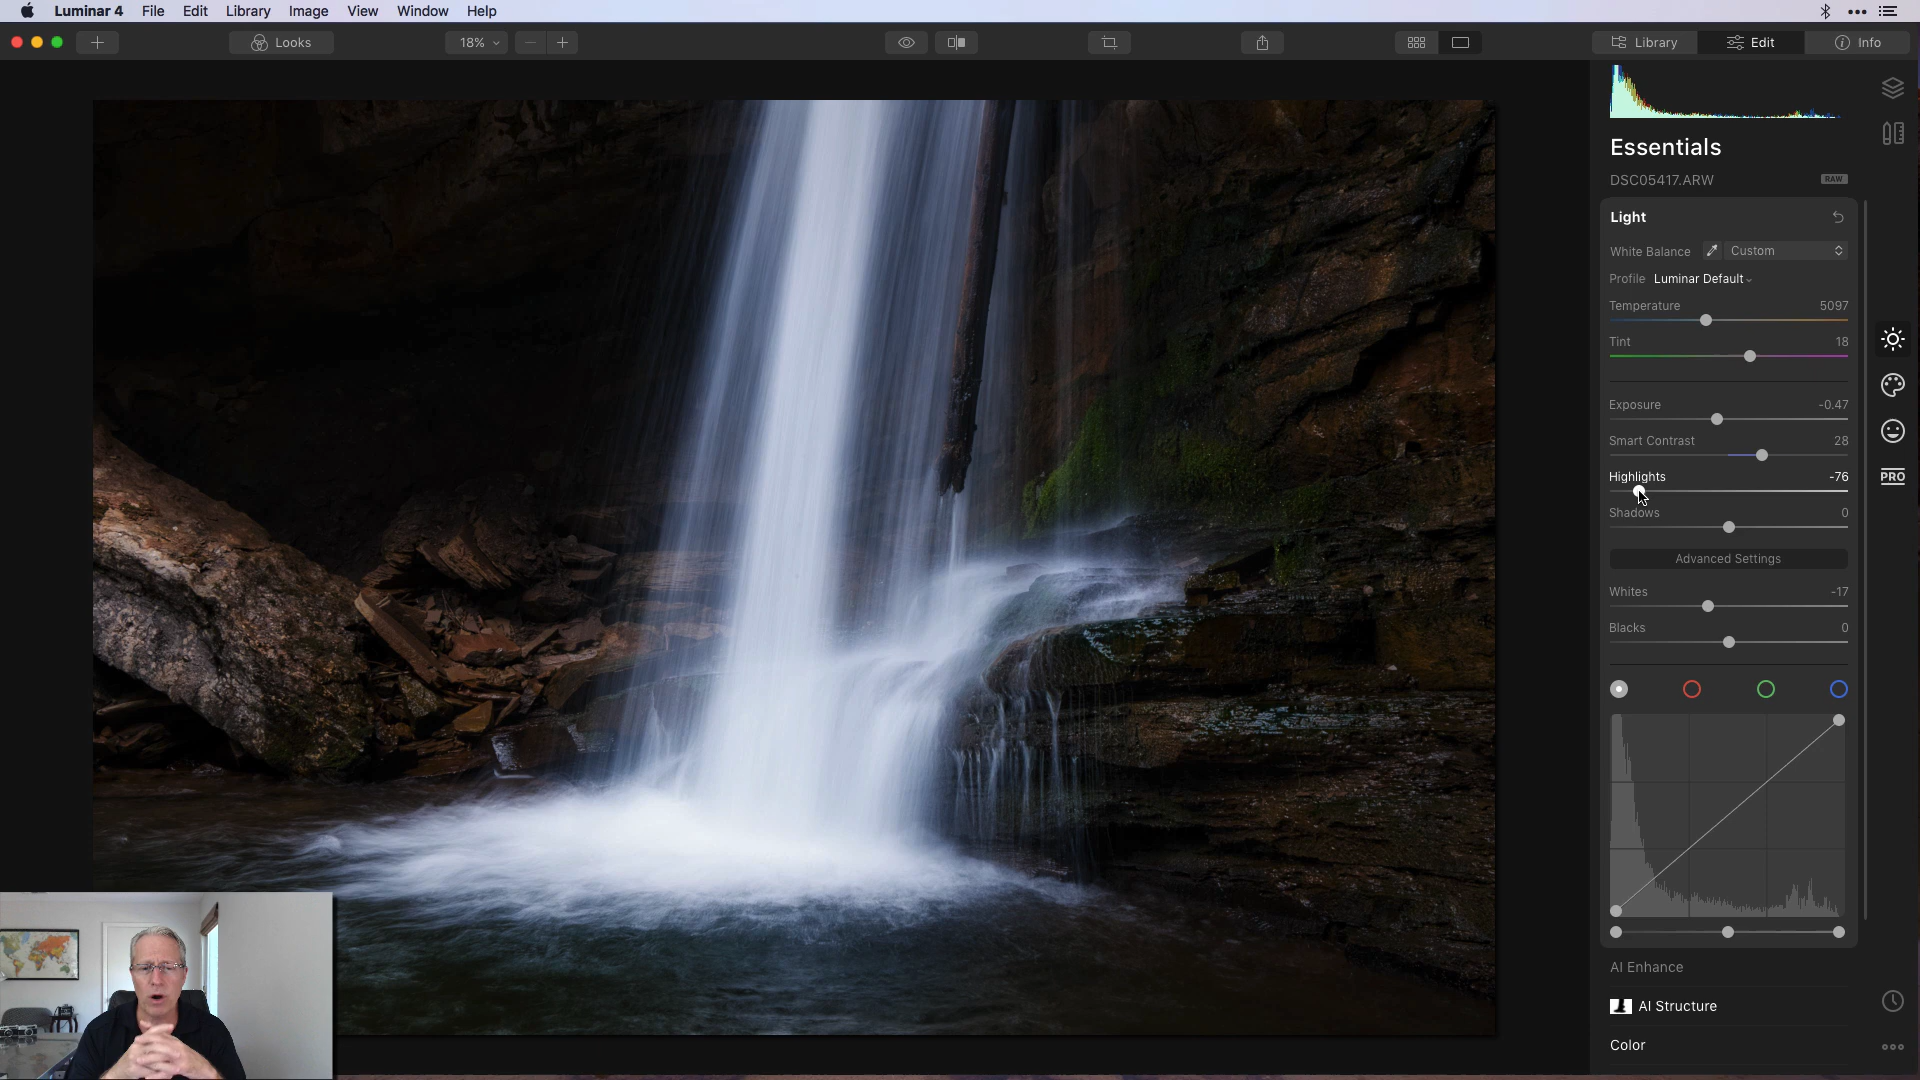 Luminar 4 File Edit Library Image View Window Help
Looks 18% Library Edit Info
Essentials
DSC05417.ARW RAW
Light
White Balance Custom
Profile Luminar Default
Temperature 5097
Tint 18
Exposure -0.47
Smart Contrast 28
Highlights -76
PRO
Shadows 0
Advanced Settings
Whites -17
Blacks 0
AI Enhance
AI Structure
Color